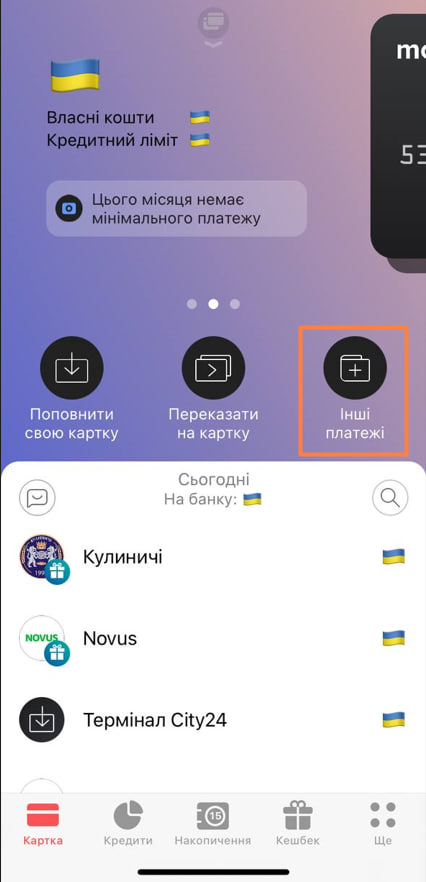 mo
53
Власні кошти
Кредитний ліміт
Цього місяця немає
мінімального платежу
Поповнити
свою картку
Переказати
на картку
Інші
платежі
Сьогодні
На банку:
Кулиничі
NOVUS
Novus
Термінал City24
15
Картка
Кредити
Накопичення
Кешбек
Ще